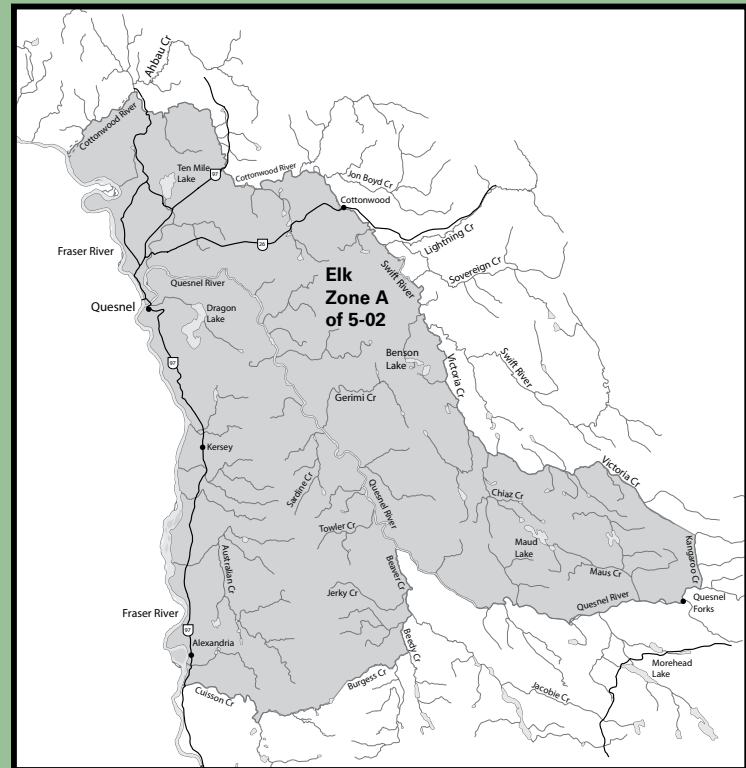 Ahbau Cr
Cottonwood River
Ten Mile
Lake
97
Cottonwood River
Jon Boyd Cr
Cottonwood
Lightning Cr
26
Fraser River
Sovereign Cr
Swift River
Quesnel River
Elk
Zone A
of 5-02
Quesnel
Dragon
Lake
Benson
Lake
Swift River
Victoria Cr
97
Gerimi Cr
Kersey
Victoria Cr
Sardine Cr
Quesnel River
Chiaz Cr
Towler Cr
Maud
Lake
Kangaroo Cr
Australian Cr
Beaver Cr
Maus Cr
Jerky Cr
Quesnel River
Quesnel
Forks
Fraser River
97
Alexandria
Beedy Cr
Morehead
Lake
Burgess Cr
Jacobie Cr
Cuisson Cr